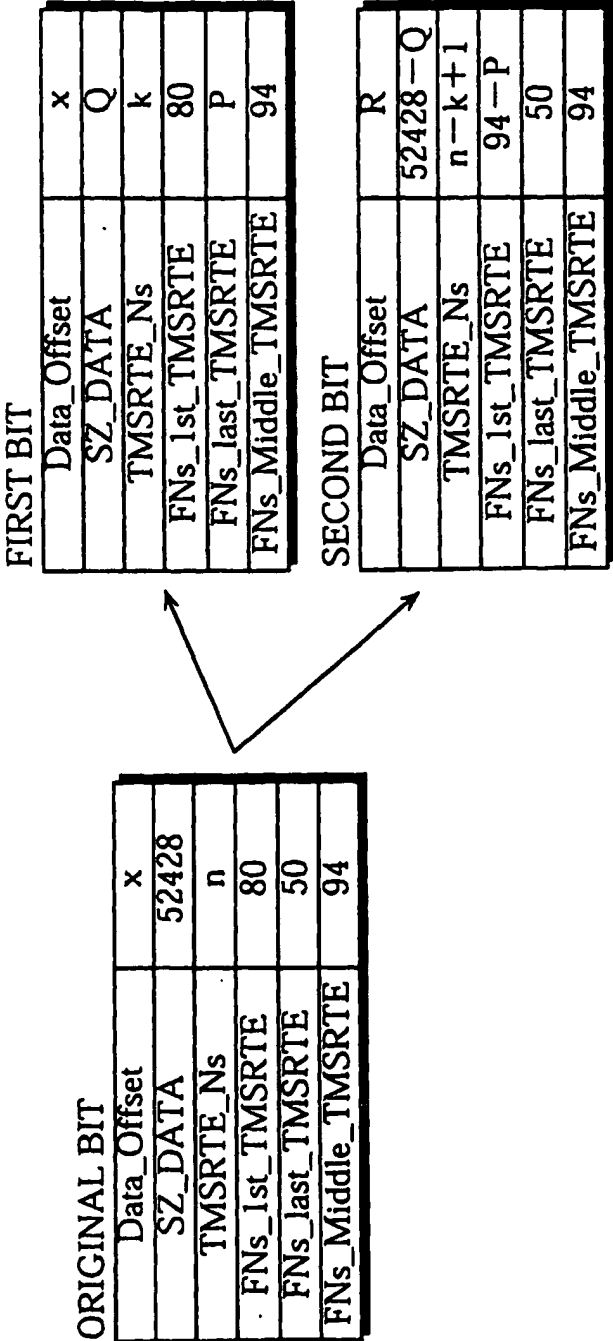 ORIGINAL BIT
Data_Offset x
SZ_DATA 52428
TMSRTE_Ns n
FNs_1st_TMSRTE 80
FNs_last_TMSRTE 50
FNs_Middle_TMSRTE 94
FIRST BIT
Data_Offset x
SZ_DATA Q
TMSRTE_Ns k
FNs_1st_TMSRTE 80
FNs_last_TMSRTE P
FNs_Middle_TMSRTE 94
SECOND BIT
Data_Offset R
SZ_DATA 52428-Q
TMSRTE_Ns n-k+1
FNs_1st_TMSRTE 94-P
FNs_last_TMSRTE 50
FNs_Middle_TMSRTE 94